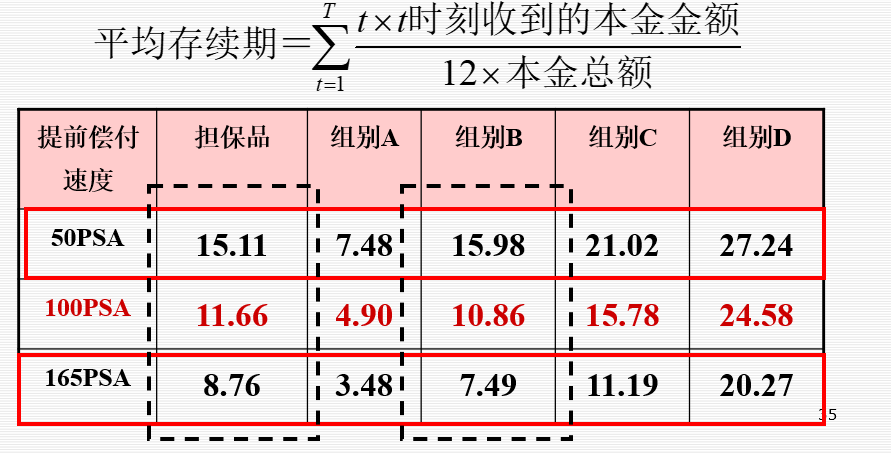 平均存续期=∑_{t=1}^{T} \frac{t×t时刻收到的本金金额}{12×本金总额}
提前偿付速度 担保品 组别A 组别B 组别C 组别D
50PSA 15.11 7.48 15.98 21.02 27.24
100PSA 11.66 4.90 10.86 15.78 24.58
165PSA 8.76 3.48 7.49 11.19 20.27
35